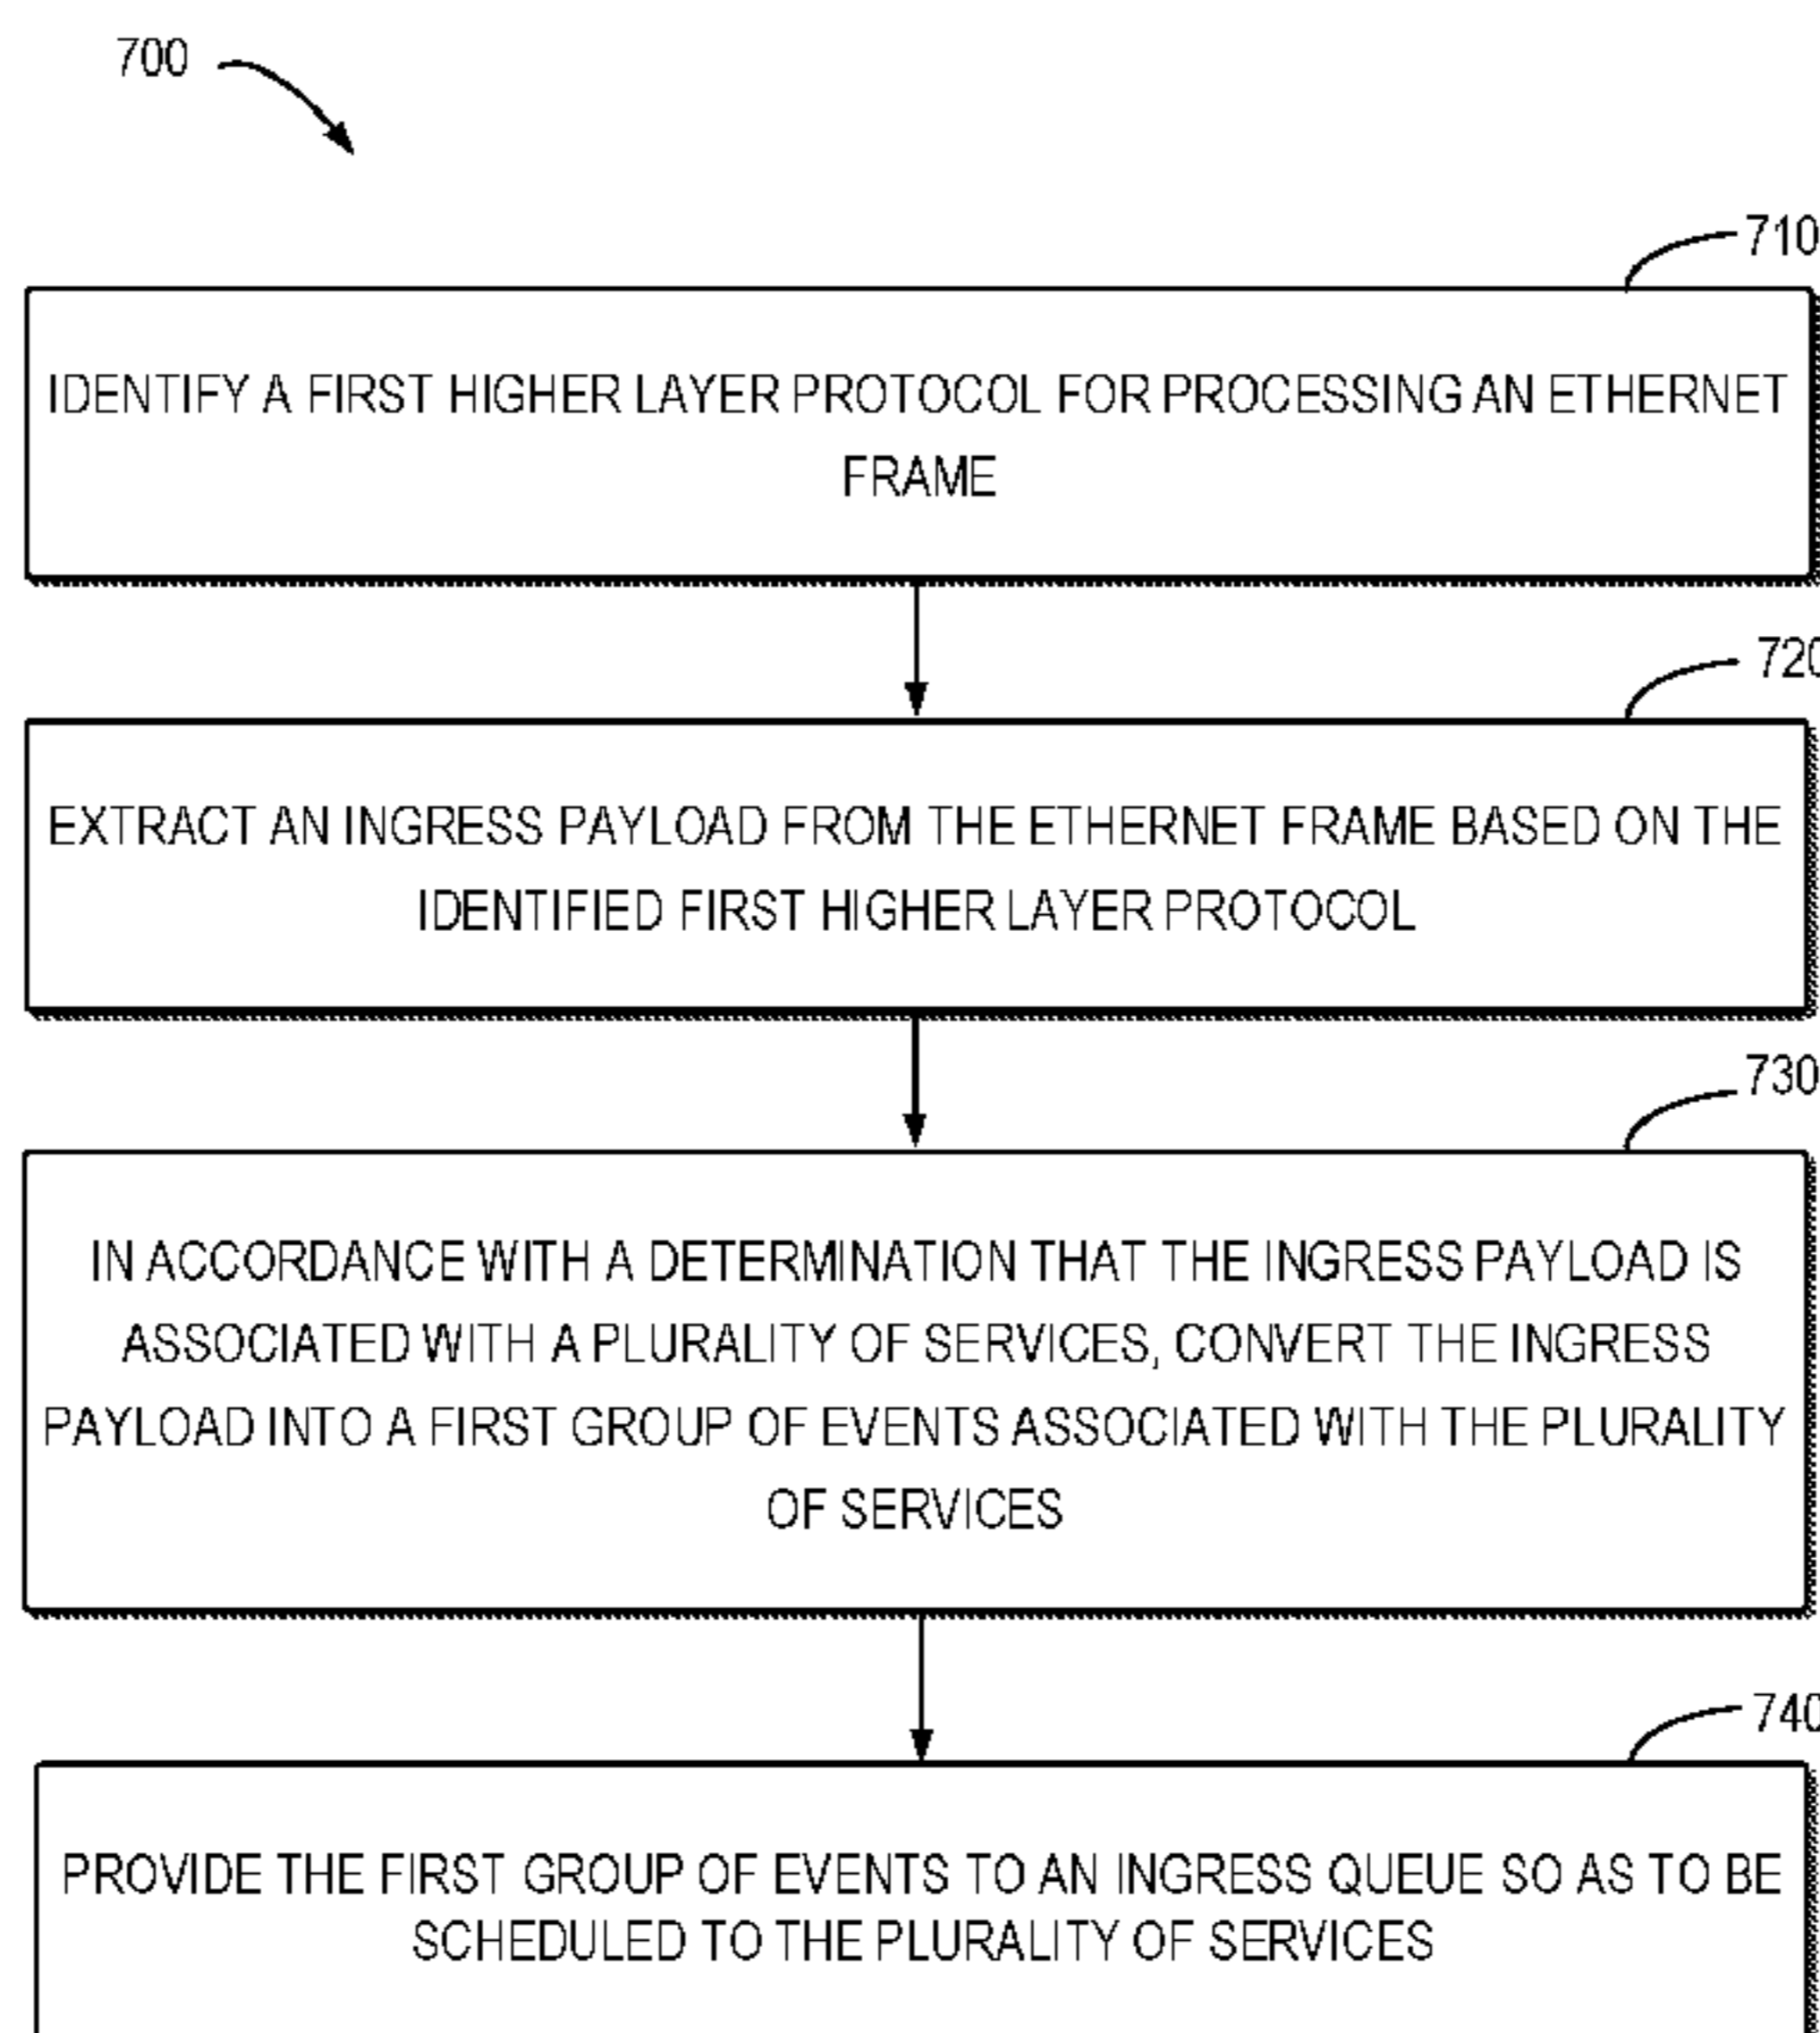 700
710
IDENTIFY A FIRST HIGHER LAYER PROTOCOL FOR PROCESSING AN ETHERNET
FRAME
720
EXTRACT AN INGRESS PAYLOAD FROM THE ETHERNET FRAME BASED ON THE
IDENTIFIED FIRST HIGHER LAYER PROTOCOL
730
IN ACCORDANCE WITH A DETERMINATION THAT THE INGRESS PAYLOAD IS
ASSOCIATED WITH A PLURALITY OF SERVICES, CONVERT THE INGRESS
PAYLOAD INTO A FIRST GROUP OF EVENTS ASSOCIATED WITH THE PLURALITY
OF SERVICES
740
PROVIDE THE FIRST GROUP OF EVENTS TO AN INGRESS QUEUE SO AS TO BE
SCHEDULED TO THE PLURALITY OF SERVICES